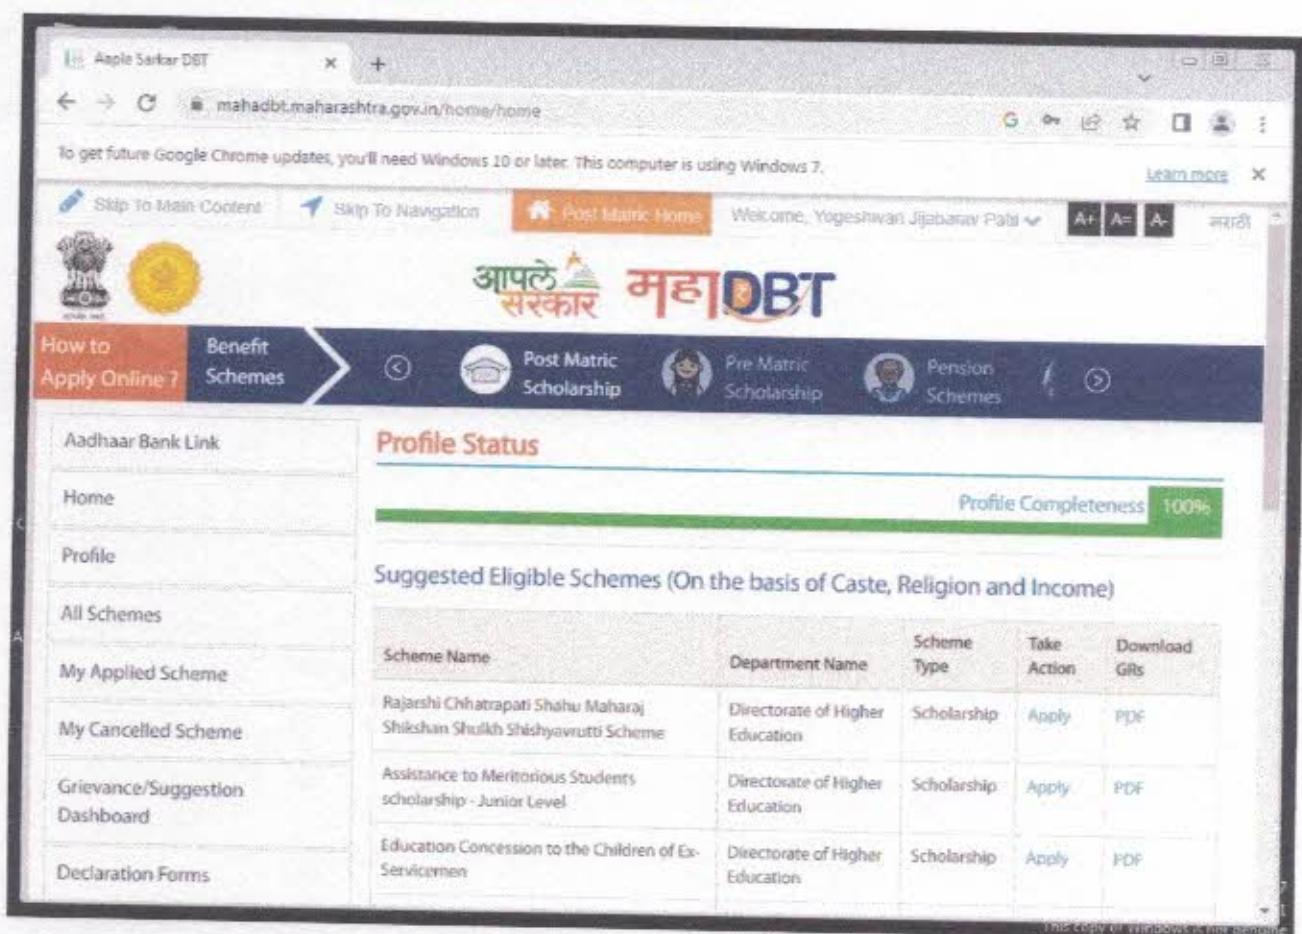 Aaple Sarkar DBT
mahadbt.maharashtra.gov.in/home/home
To get future Google Chrome updates, you'll need Windows 10 or later. This computer is using Windows 7.
Learn more
Skip To Main Content
Skip To Navigation
Post Matric Home
Welcome, Yogeshwari Jijabarav Patil
A+ A= A-
मराठी
आपले
सरकार
महाDBT
How to
Apply Online ?
Benefit
Schemes
Post Matric
Scholarship
Pre Matric
Scholarship
Pension
Schemes
Aadhaar Bank Link
Home
Profile
All Schemes
My Applied Scheme
My Cancelled Scheme
Grievance/Suggestion
Dashboard
Declaration Forms
Profile Status
Profile Completeness 100%
Suggested Eligible Schemes (On the basis of Caste, Religion and Income)
Scheme Name
Department Name
Scheme
Type
Take
Action
Download
GRs
Rajarshi Chhatrapati Shahu Maharaj
Shikshan Shulkh Shishyavrutti Scheme
Directorate of Higher
Education
Scholarship
Apply
PDF
Assistance to Meritorious Students
scholarship - Junior Level
Directorate of Higher
Education
Scholarship
Apply
PDF
Education Concession to the Children of Ex-
Servicemen
Directorate of Higher
Education
Scholarship
Apply
PDF
This copy of Windows is not genuine